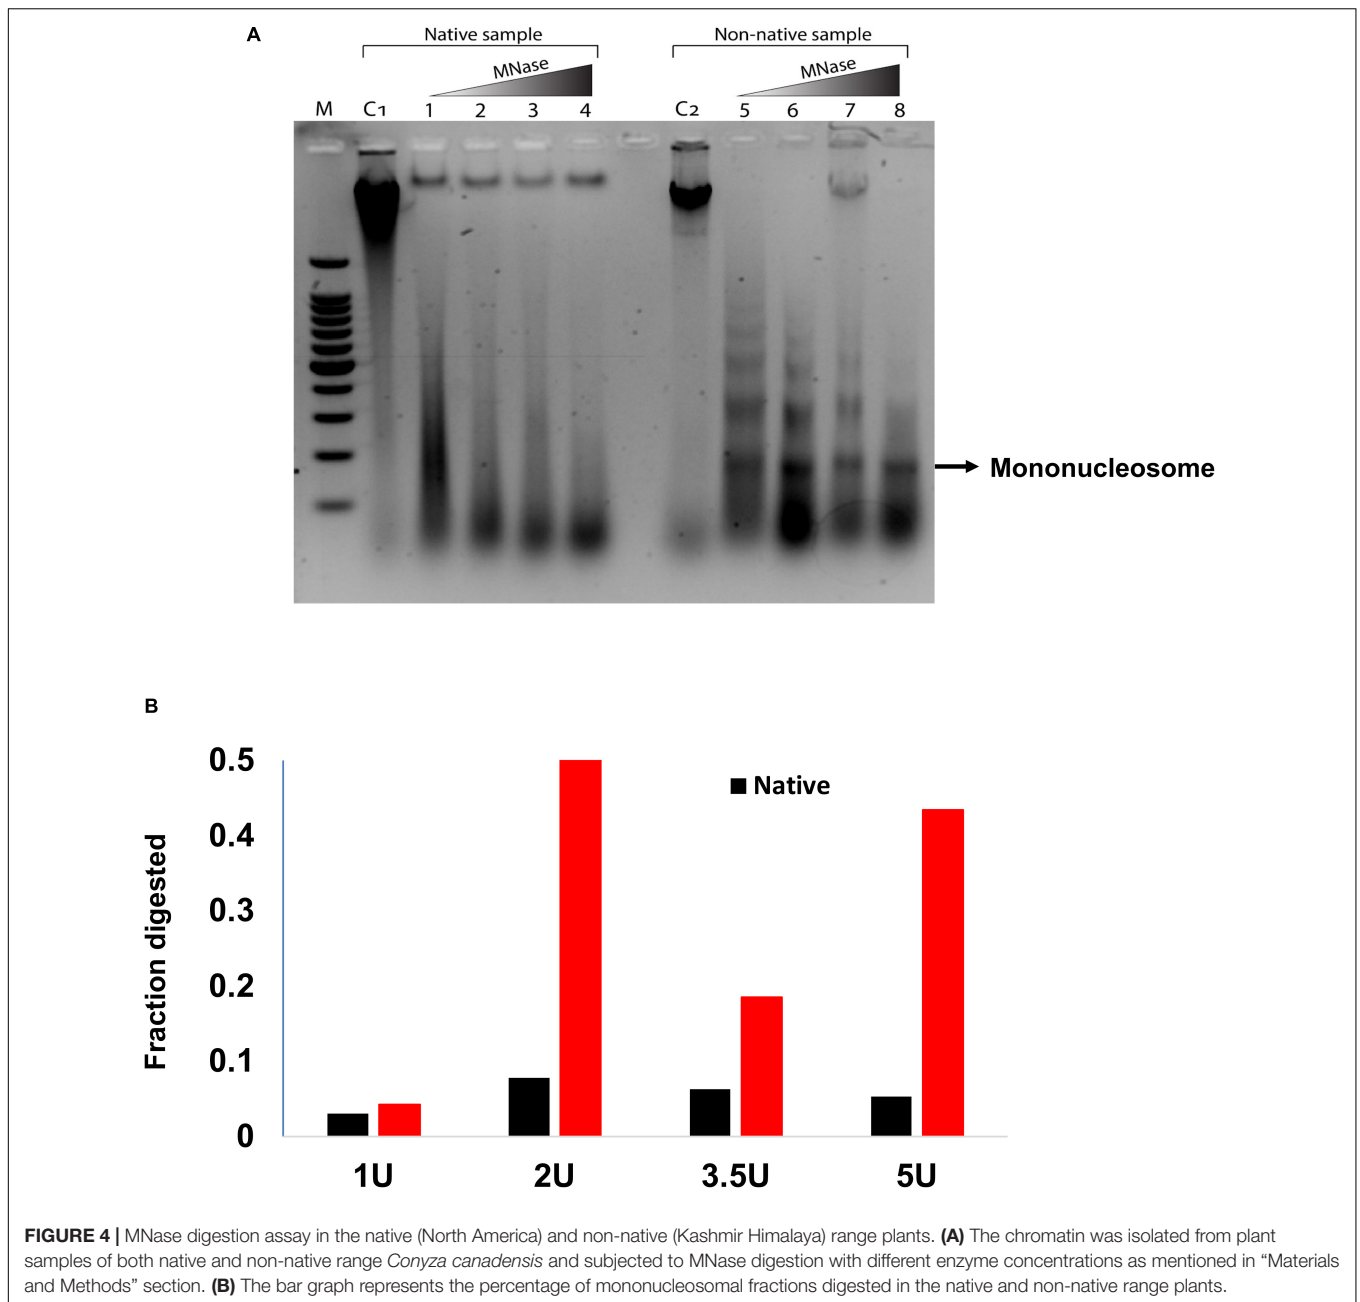 A
Native sample
Non-native sample
MNase
MNase
M C1 1 2 3 4 C2 5 6 7 8
Mononucleosome
B
0.5
Native
0.4
0.3
0.2
0.1
0
Fraction digested
1U 2U 3.5U 5U
FIGURE 4 | MNase digestion assay in the native (North America) and non-native (Kashmir Himalaya) range plants. (A) The chromatin was isolated from plant
samples of both native and non-native range Conyza canadensis and subjected to MNase digestion with different enzyme concentrations as mentioned in “Materials
and Methods” section. (B) The bar graph represents the percentage of mononucleosomal fractions digested in the native and non-native range plants.